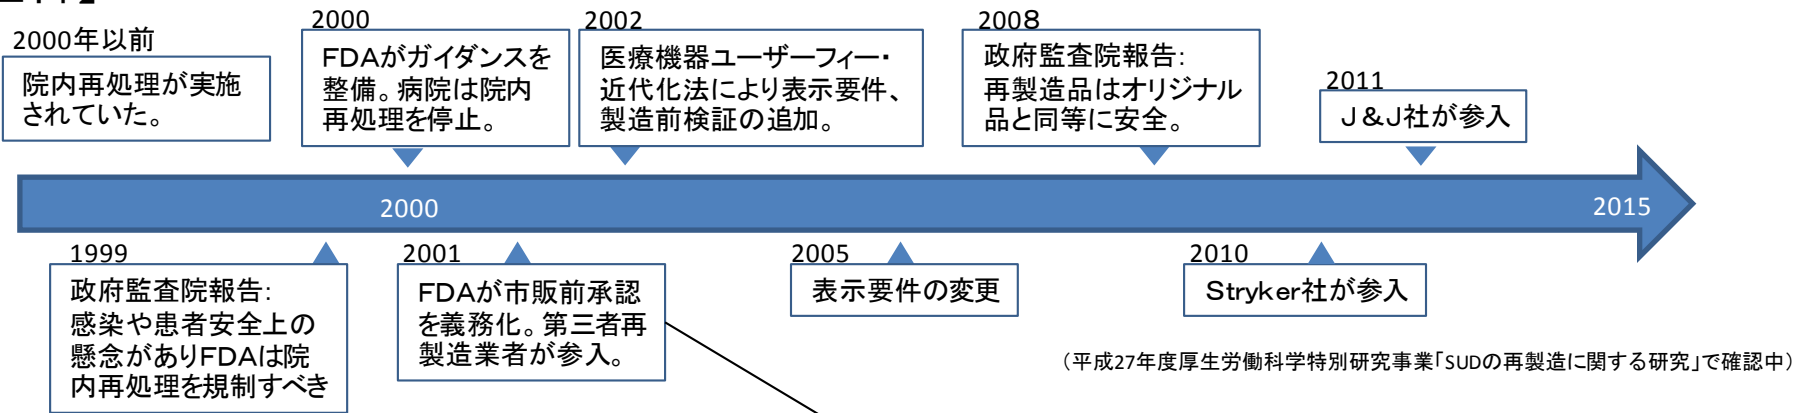 2000年以前
院内再処理が実施
されていた。
2000
FDAがガイダンスを
整備。病院は院内
再処理を停止。
2002
医療機器ユーザーフィー・
近代化法により表示要件、
製造前検証の追加。
2008
政府監査院報告:
再製造品はオリジナル
品と同等に安全。
2011
J&J社が参入
2000
2015
1999
政府監査院報告:
感染や患者安全上の
懸念がありFDAは院
内再処理を規制すべき
2001
FDAが市販前承認
を義務化。第三者再
製造業者が参入。
2005
表示要件の変更
2010
Stryker社が参入
(平成27年度厚生労働科学特別研究事業「SUDの再製造に関する研究」で確認中)